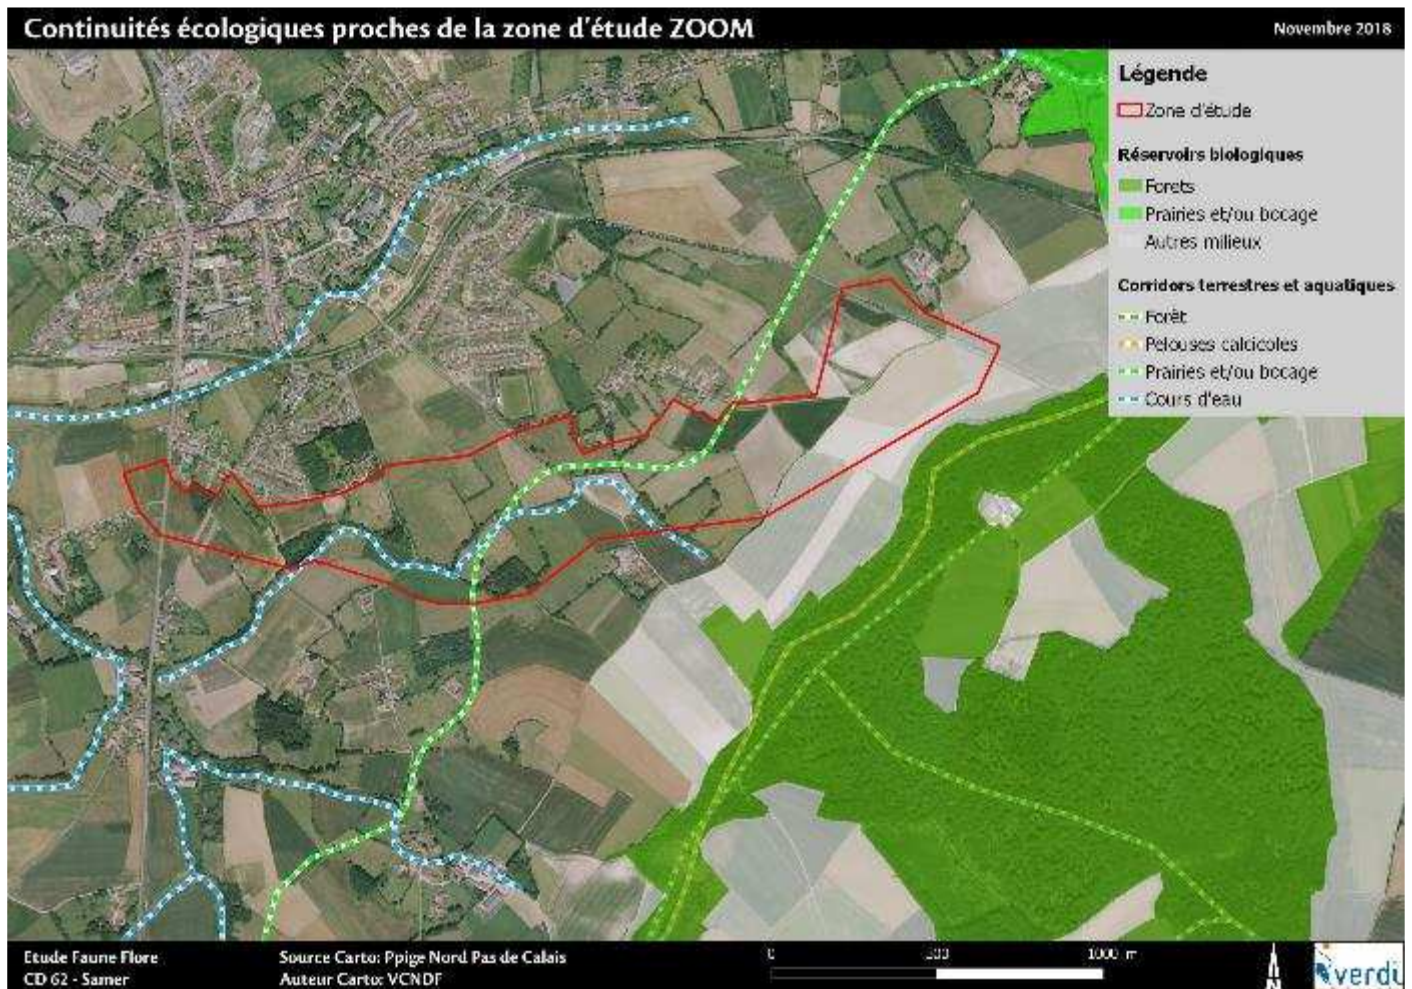 Continuités écologiques proches de la zone d'étude ZOOM
Novembre 2018
Légende
Zone d'étude
Réservoirs biologiques
Forets
Prairies et/ou bocage
Autres milieux
Corridors terrestres et aquatiques
Forêt
Pelouses calcicoles
Prairies et/ou bocage
Cours d'eau
Etude Faune Flore
CD 62 - Samer
Source Carto: Ppige Nord Pas de Calais
Auteur Carto: VCNDF
0 500 1000 m
N
verdi